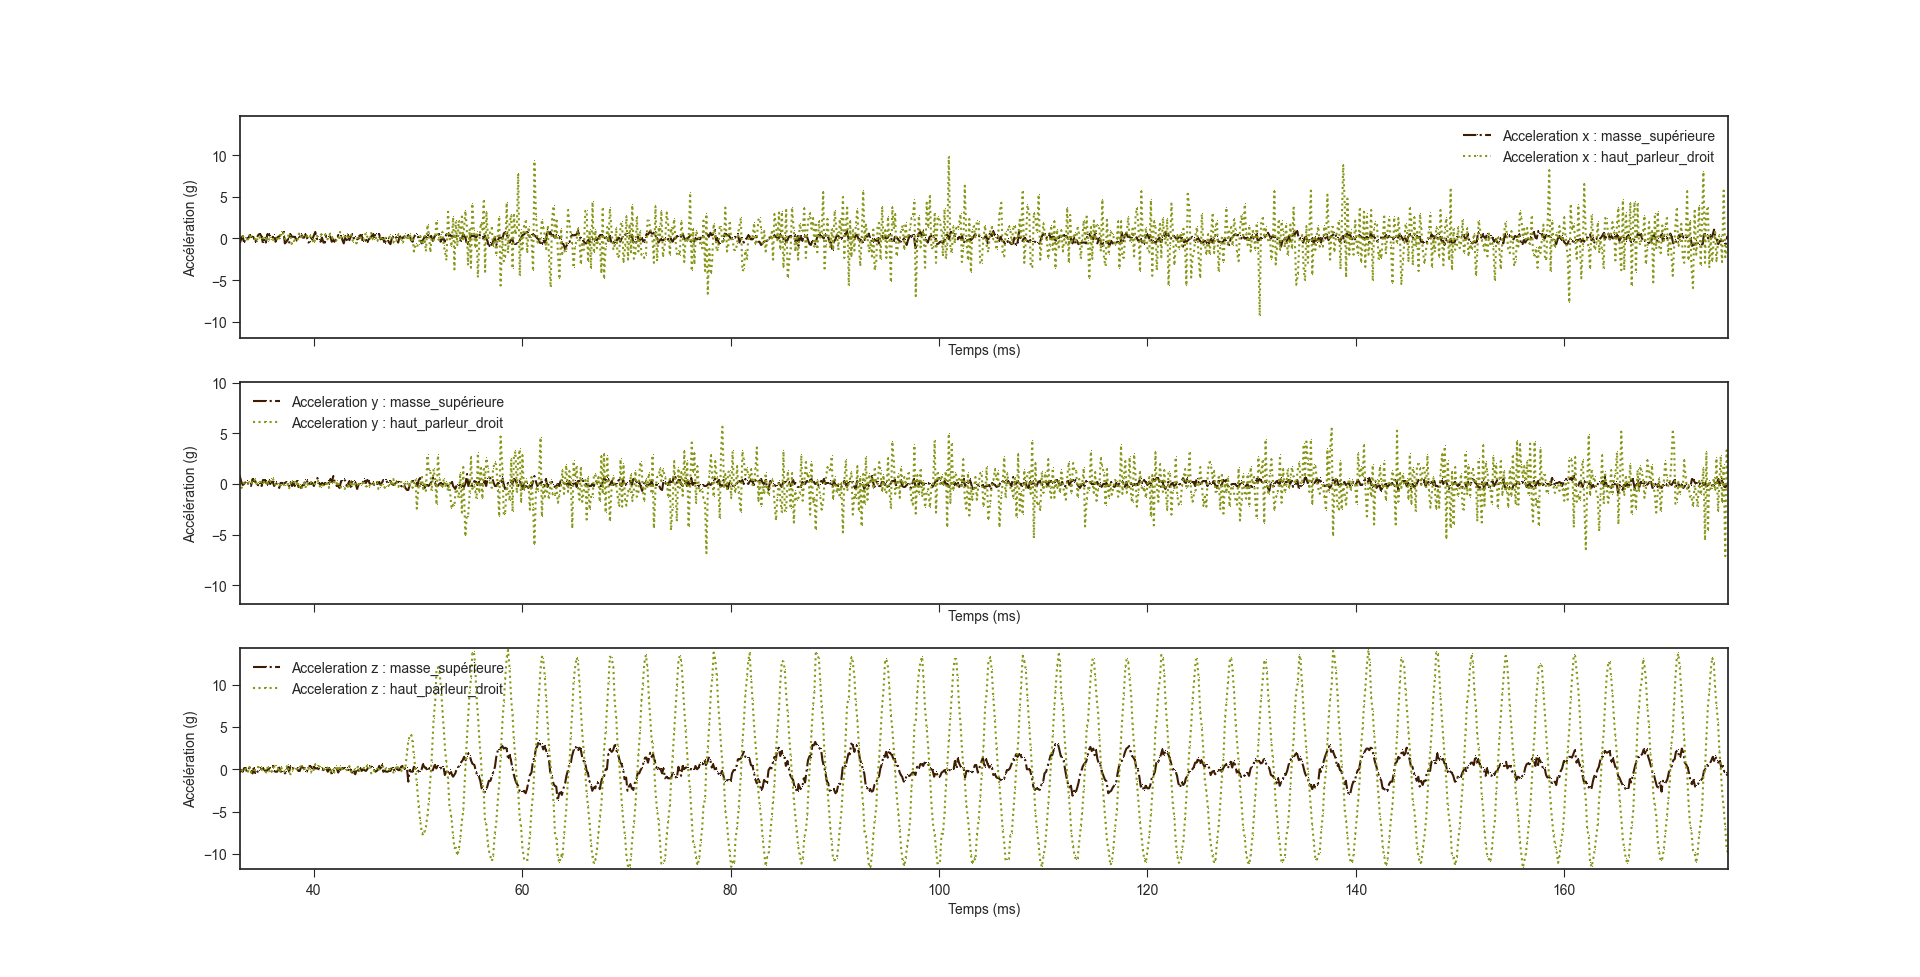 Acceleration x : masse_supérieure
Acceleration x : haut_parleur_droit
10
5
0
−5
−10
Accélération (g)
Temps (ms)
Acceleration y : masse_supérieure
Acceleration y : haut_parleur_droit
10
5
0
−5
−10
Accélération (g)
Temps (ms)
Acceleration z : masse_supérieure
Acceleration z : haut_parleur_droit
10
5
0
−5
−10
Accélération (g)
40 60 80 100 120 140 160
Temps (ms)